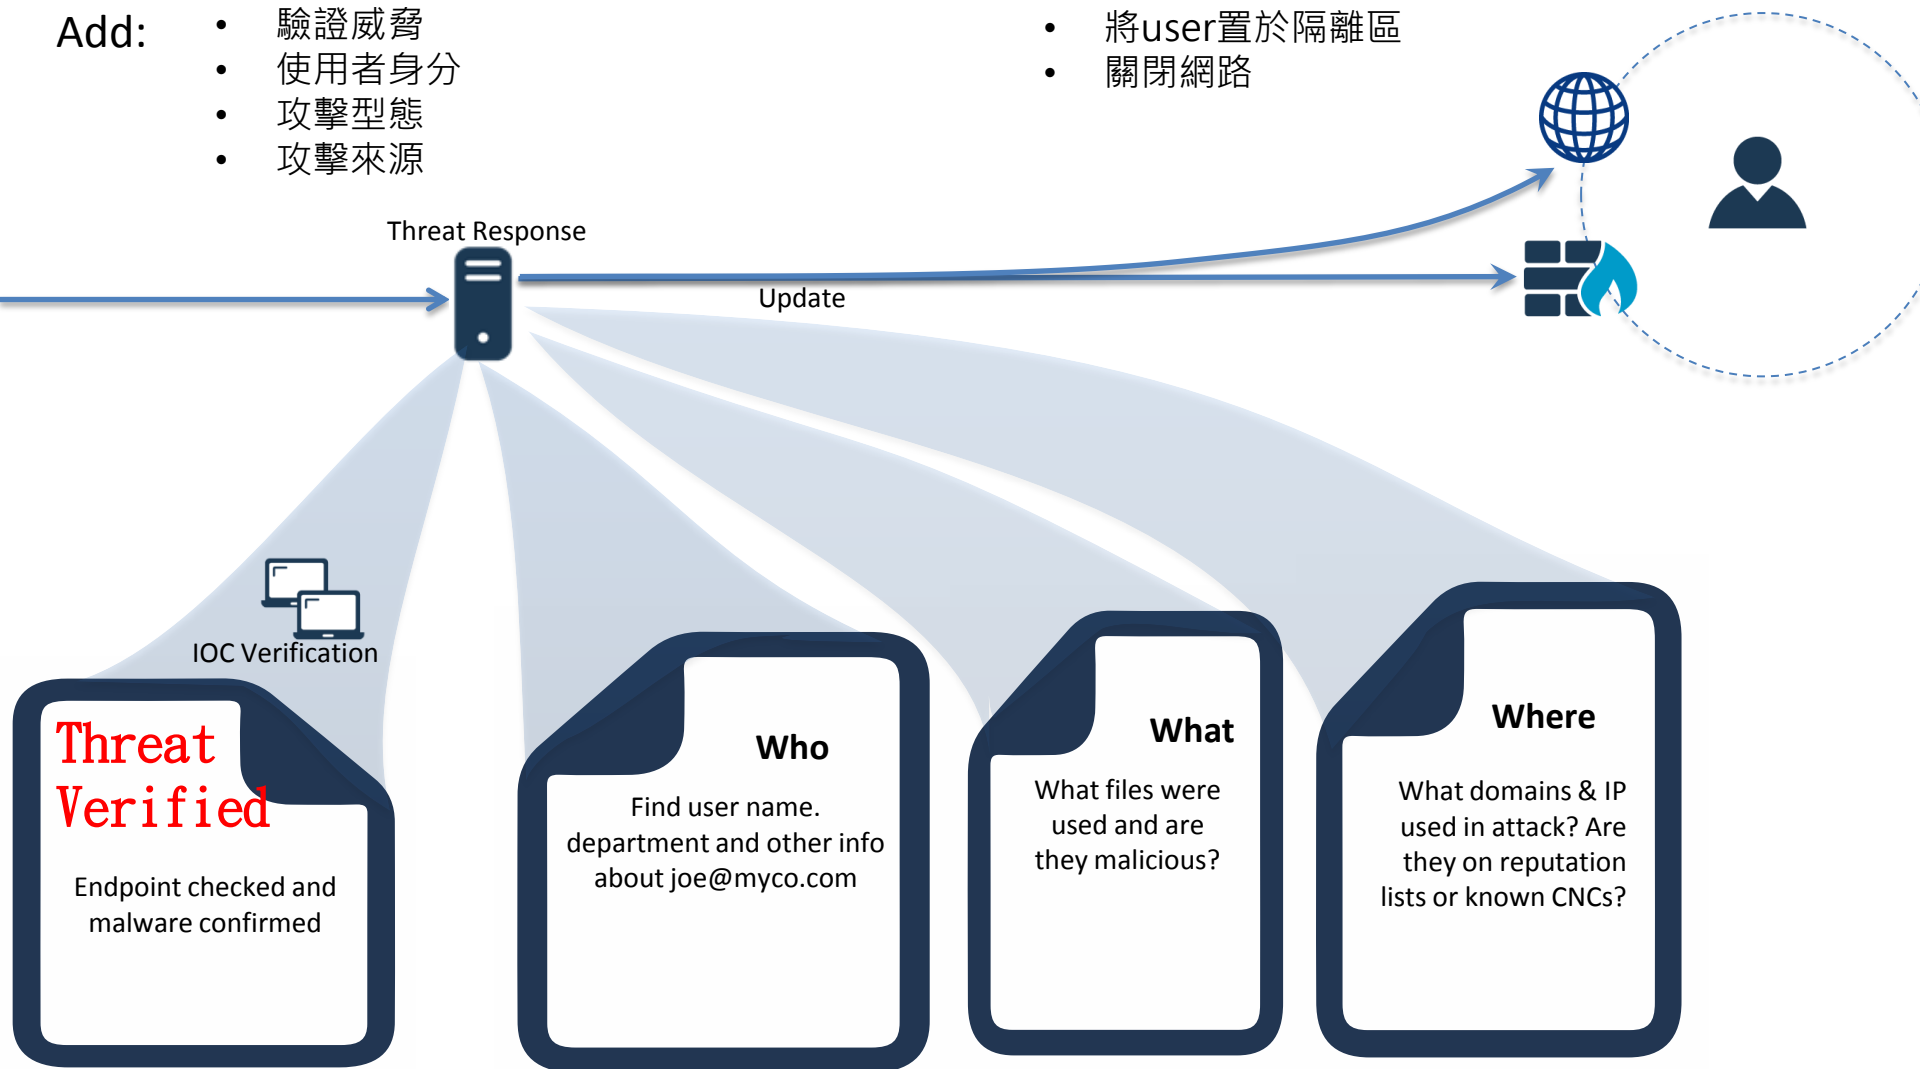 Add:
• 驗證威脅
• 使用者身分
• 攻擊型態
• 攻擊來源
• 將user置於隔離區
• 關閉網路
Threat Response
Update
IOC Verification
Threat
Verified
Endpoint checked and
malware confirmed
Who
Find user name.
department and other info
about joe@myco.com
What
What files were
used and are
they malicious?
Where
What domains & IP
used in attack? Are
they on reputation
lists or known CNCs?